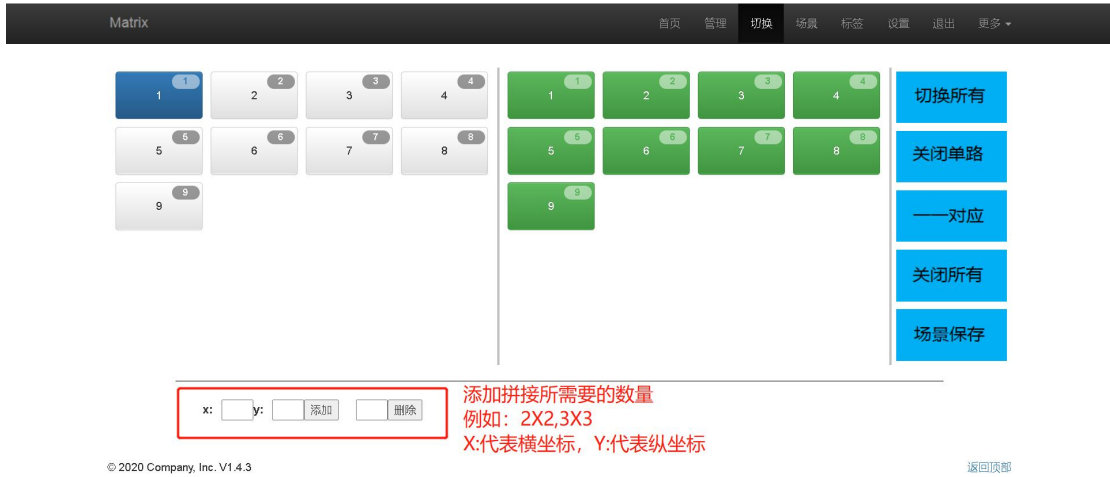 Matrix 首页 管理 切换 场景 标签 设置 退出 更多
1 1 2 2 3 3 4 4
5 5 6 6 7 7 8 8
9 9
1 1 2 2 3 3 4 4
5 5 6 6 7 7 8 8
9 9
切换所有
关闭单路
一一对应
关闭所有
场景保存
x: y: 添加 删除
添加拼接所需要的数量
例如：2X2,3X3
X:代表横坐标，Y:代表纵坐标
© 2020 Company, Inc. V1.4.3 返回顶部